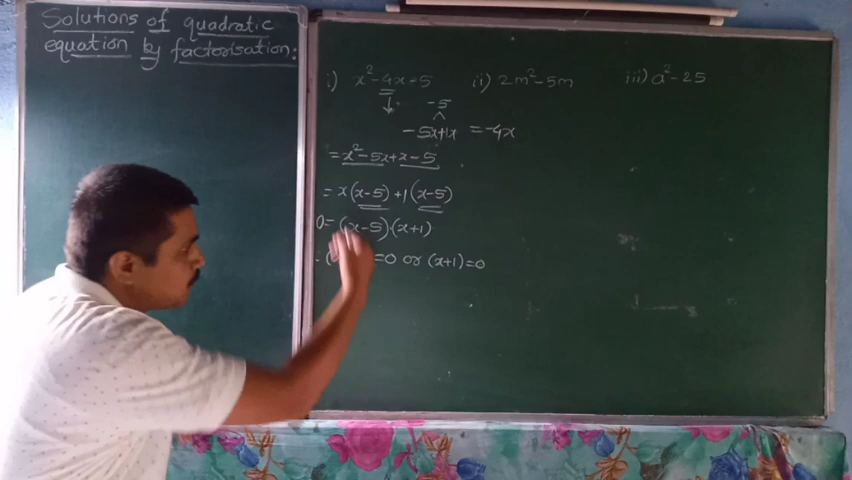 Solutions of quadratic
equation by factorisation:
i) x²-4x=5 ii) 2m²-5m iii) a²-25
-5
-5x+1x =-4x
= x²-5x+x-5
= x(x-5)+1(x-5)
0= (x-5).(x+1)
=0 or (x+1)=0